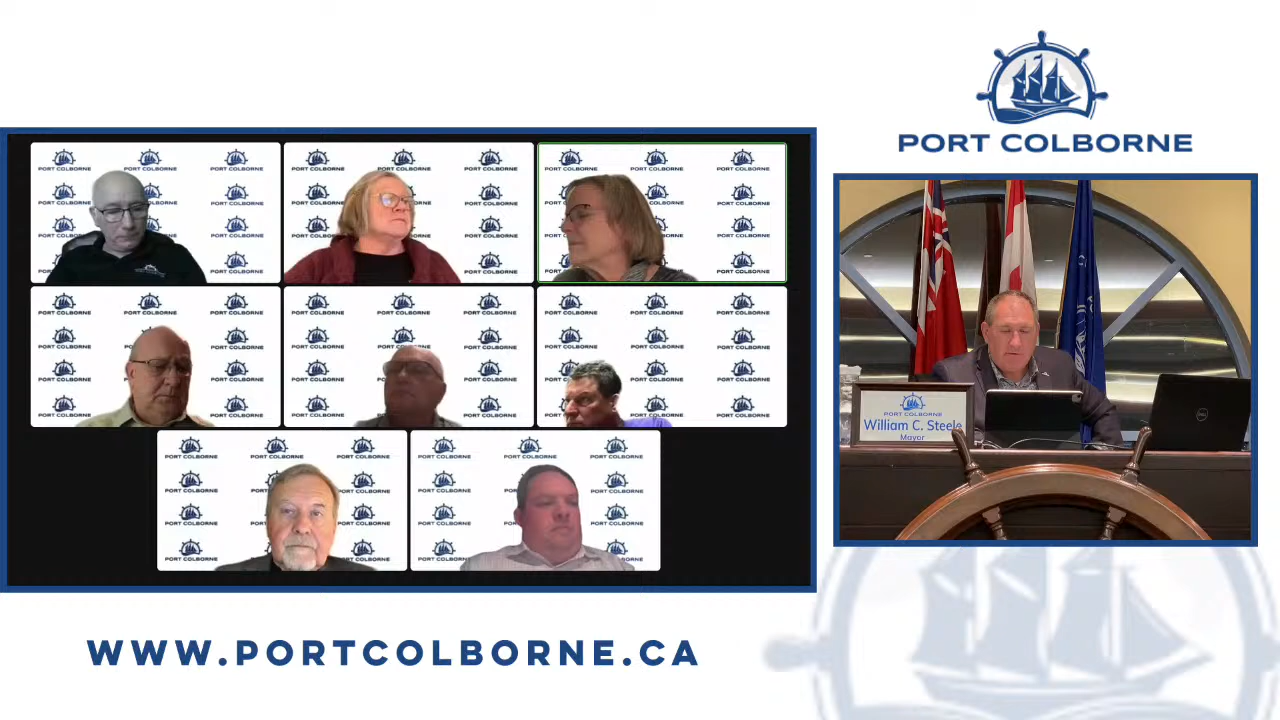 PORT COLBORNE
PORT COLBORNE
William C. Steele
Mayor
WWW.PORTCOLBORNE.CA